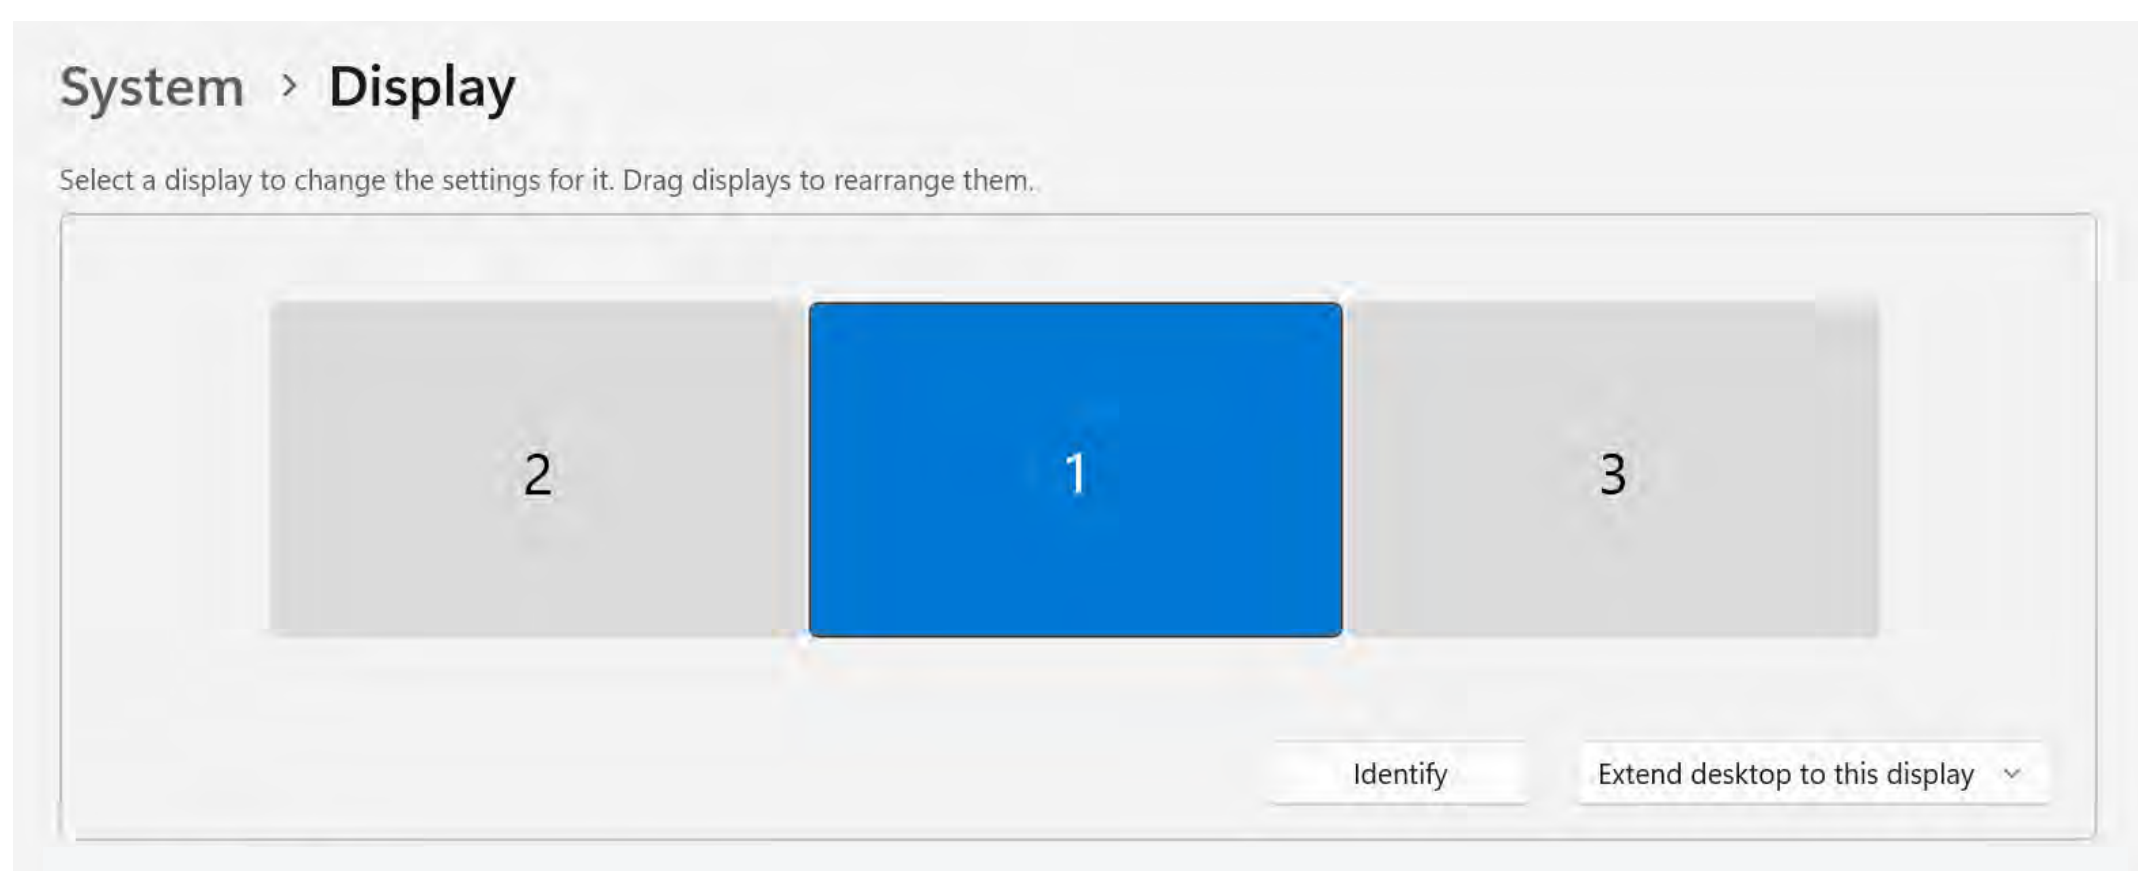 System > Display
Select a display to change the settings for it. Drag displays to rearrange them.
2 1 3
Identify Extend desktop to this display